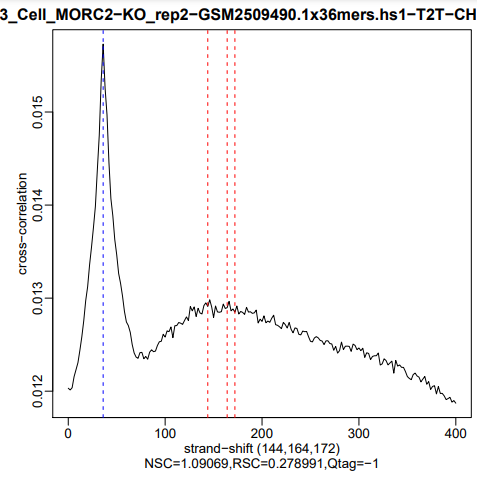 3_Cell_MORC2−KO_rep2−GSM2509490.1x36mers.hs1−T2T−CH
0.015
0.014
0.013
0.012
cross−correlation
0 100 200 300 400
strand−shift (144,164,172)
NSC=1.09069,RSC=0.278991,Qtag=−1